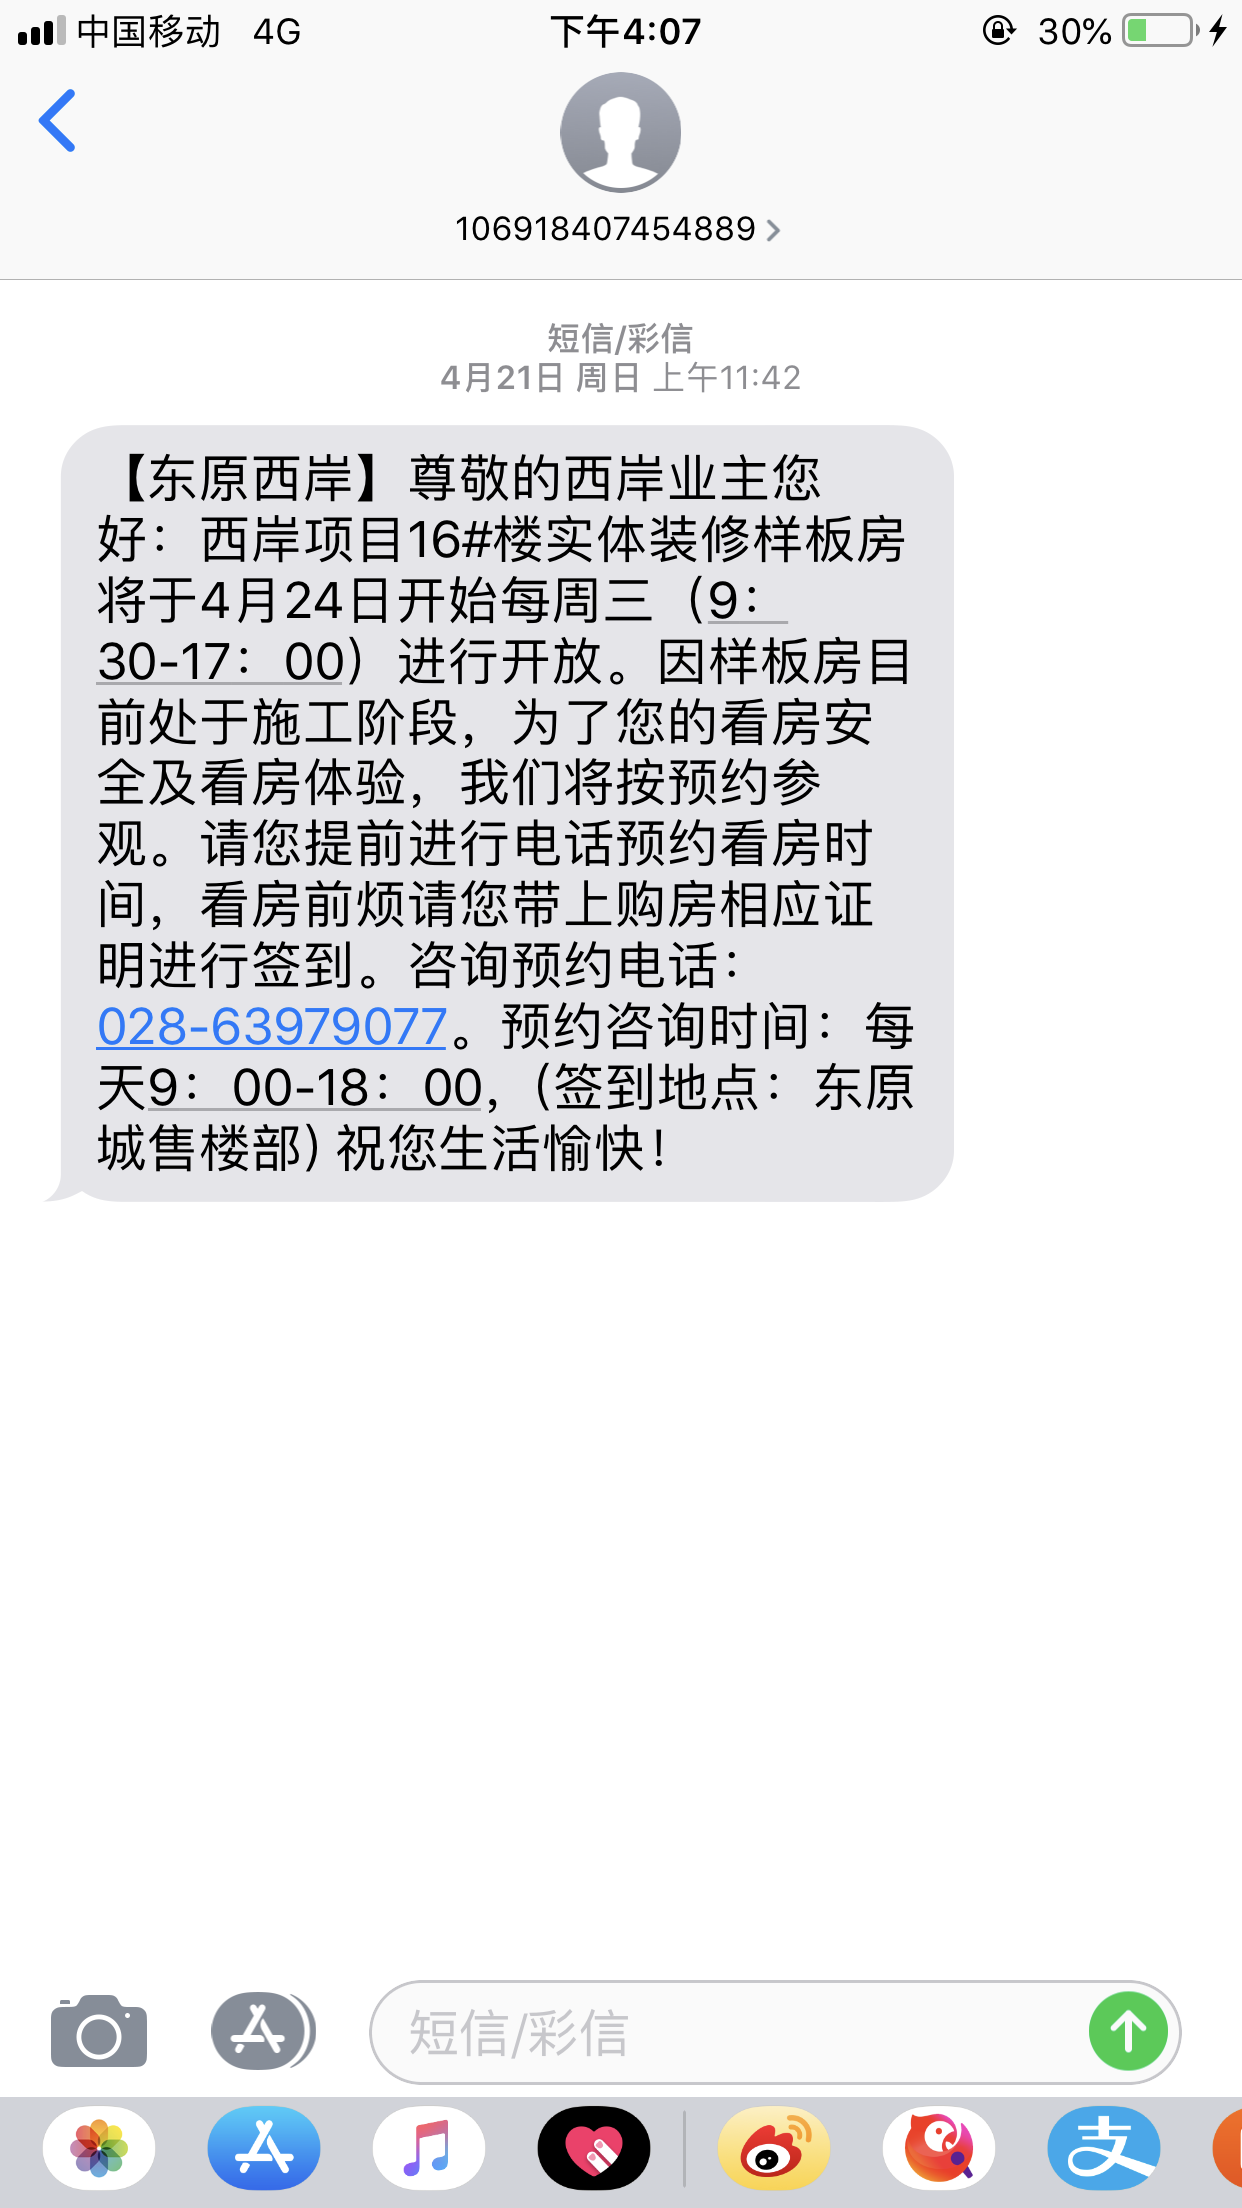 中国移动 4G 下午4:07 30%
106918407454889
短信/彩信
4月21日 周日 上午11:42
【东原西岸】尊敬的西岸业主您
好：西岸项目16#楼实体装修样板房
将于4月24日开始每周三（9：
30-17：00）进行开放。因样板房目
前处于施工阶段，为了您的看房安
全及看房体验，我们将按预约参
观。请您提前进行电话预约看房时
间，看房前烦请您带上购房相应证
明进行签到。咨询预约电话：
028-63979077。预约咨询时间：每
天9：00-18：00，（签到地点：东原
城售楼部) 祝您生活愉快！
短信/彩信
支